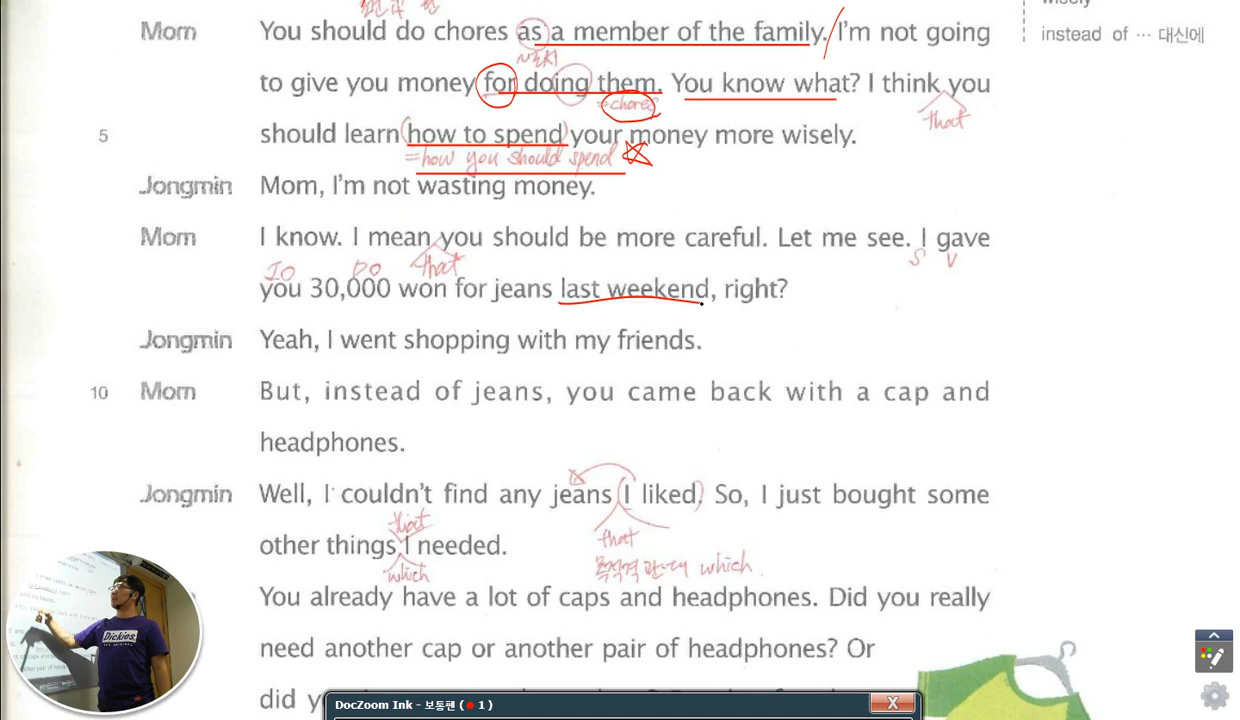 wisely
Mom You should do chores as a member of the family. I'm not going
instead of … 대신에
to give you money for doing them. You know what? I think you
=chores
that
5 should learn how to spend your money more wisely.
=how you should spend
Jongmin Mom, I'm not wasting money.
Mom I know. I mean you should be more careful. Let me see. I gave
IO DO that S V
you 30,000 won for jeans last weekend, right?
Jongmin Yeah, I went shopping with my friends.
10 Mom But, instead of jeans, you came back with a cap and
headphones.
Jongmin Well, I couldn't find any jeans (I liked). So, I just bought some
that that
other things I needed.
which 목적격 관·대 which
You already have a lot of caps and headphones. Did you really
Dickies
need another cap or another pair of headphones? Or
did
DocZoom Ink - 보통펜 ( 1 )
X